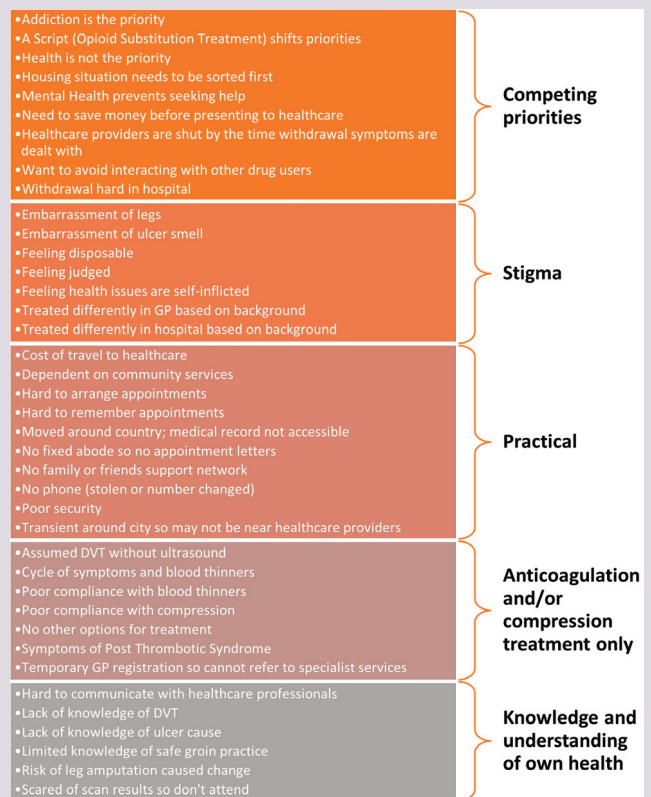 •Addiction is the priority
•A Script (Opioid Substitution Treatment) shifts priorities
•Health is not the priority
•Housing situation needs to be sorted first
•Mental Health prevents seeking help
•Need to save money before presenting to healthcare
•Healthcare providers are shut by the time withdrawal symptoms are
dealt with
•Want to avoid interacting with other drug users
•Withdrawal hard in hospital
Competing
priorities
•Embarrassment of legs
•Embarrassment of ulcer smell
•Feeling disposable
•Feeling judged
•Feeling health issues are self-inflicted
•Treated differently in GP based on background
•Treated differently in hospital based on background
Stigma
•Cost of travel to healthcare
•Dependent on community services
•Hard to arrange appointments
•Hard to remember appointments
•Moved around country; medical record not accessible
•No fixed abode so no appointment letters
•No family or friends support network
•No phone (stolen or number changed)
•Poor security
•Transient around city so may not be near healthcare providers
Practical
•Assumed DVT without ultrasound
•Cycle of symptoms and blood thinners
•Poor compliance with blood thinners
•Poor compliance with compression
•No other options for treatment
•Symptoms of Post Thrombotic Syndrome
•Temporary GP registration so cannot refer to specialist services
Anticoagulation
and/or
compression
treatment only
•Hard to communicate with healthcare professionals
•Lack of knowledge of DVT
•Lack of knowledge of ulcer cause
•Limited knowledge of safe groin practice
•Risk of leg amputation caused change
•Scared of scan results so don't attend
Knowledge and
understanding
of own health